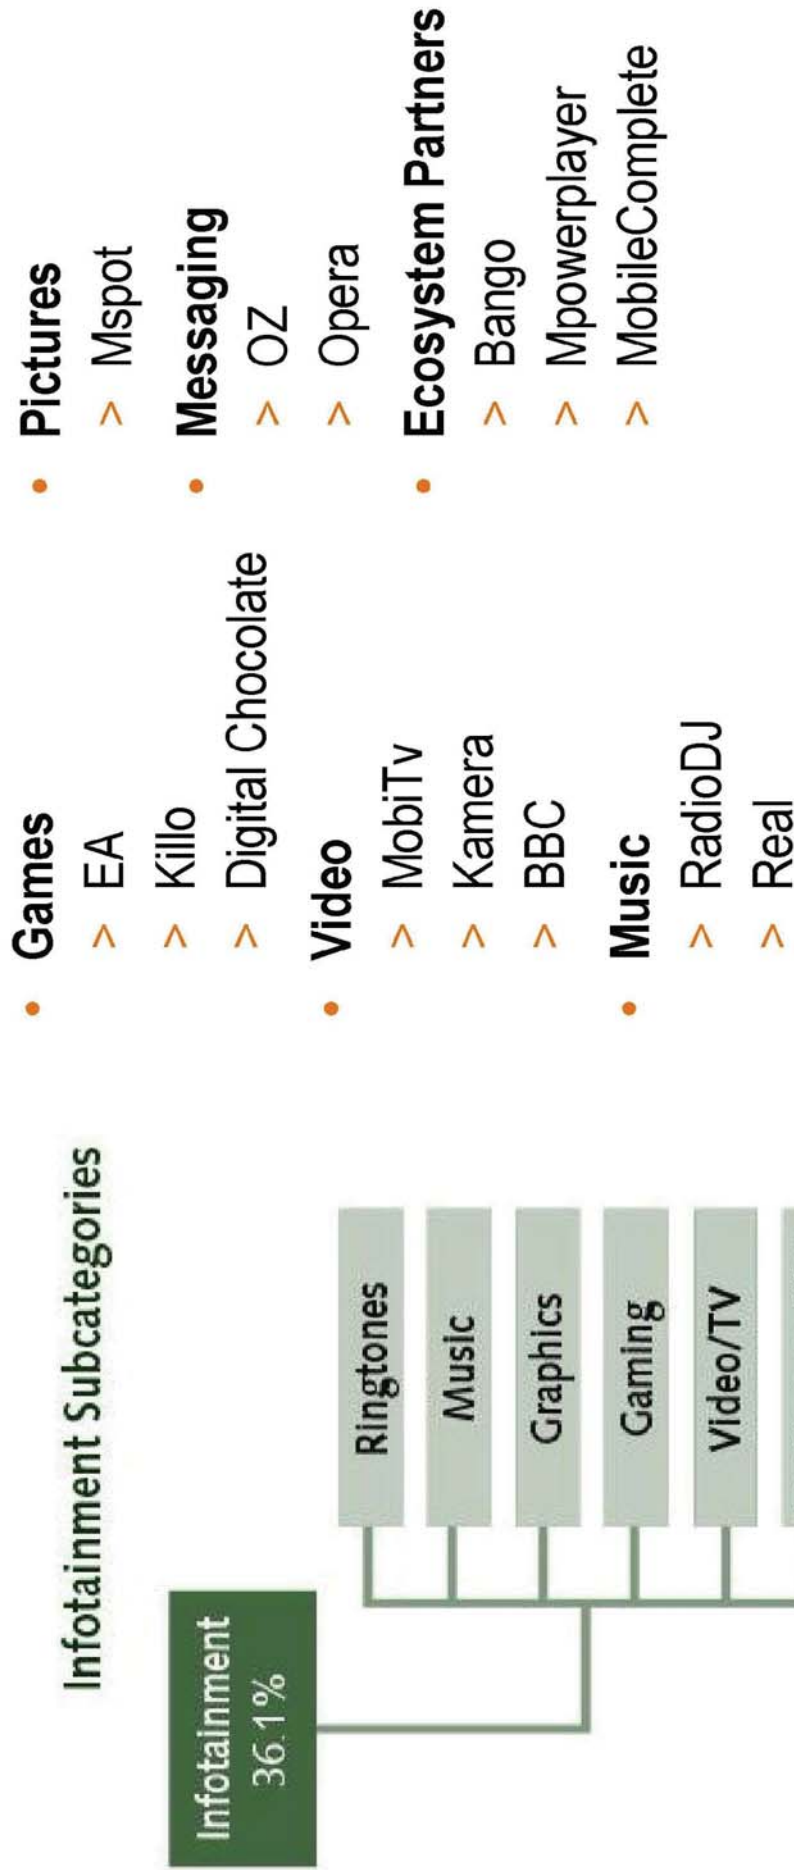 Infotainment Subcategories
Infotainment
36.1%
Ringtones
Music
Graphics
Gaming
Video/TV
• Games
> EA
> Killo
> Digital Chocolate
• Video
> MobiTv
> Kamera
> BBC
• Music
> RadioDJ
> Real
• Pictures
> Mspot
• Messaging
> OZ
> Opera
• Ecosystem Partners
> Bango
> Mpowerplayer
> MobileComplete